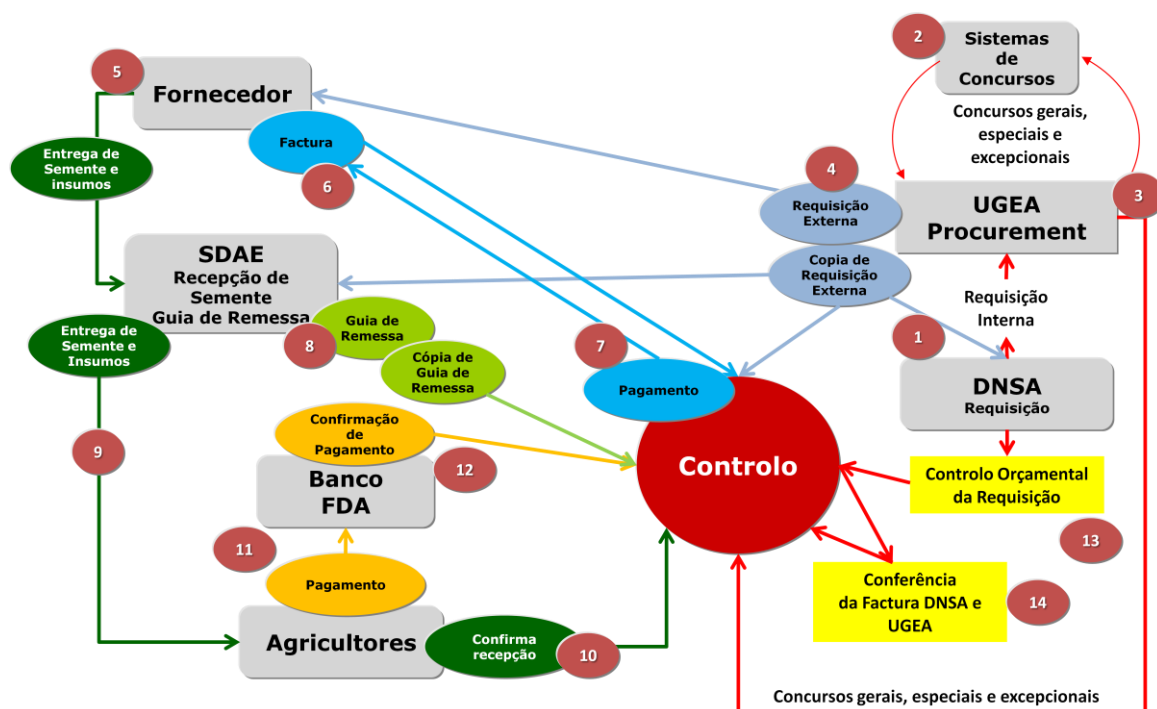 2
Sistemas
de
Concursos
5
Fornecedor
Concursos gerais,
especiais e
excepcionais
Entrega de
Semente e
insumos
Factura
6
4
Requisição
Externa
3
UGEA
Procurement
SDAE
Recepção de
Semente
Guia de Remessa
Copia de
Requisição
Externa
Requisição
Interna
Entrega de
Semente e
Insumos
8
Guia de
Remessa
7
1
Cópia de
Guia de
Remessa
Pagamento
DNSA
Requisição
9
Confirmação
de
Pagamento
12
Banco
FDA
Controlo
Controlo Orçamental
da Requisição
11
13
Pagamento
Conferência
da Factura DNSA e
UGEA
14
Agricultores
Confirma
recepção
10
Concursos gerais, especiais e excepcionais